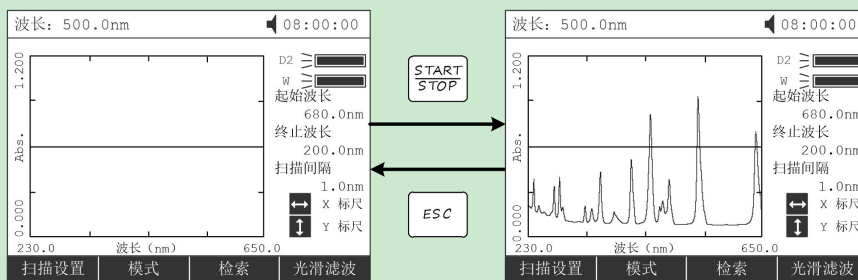 波长: 500.0nm 08:00:00
1.200
Abs.
0.000
D2
W
起始波长
680.0nm
终止波长
200.0nm
扫描间隔
1.0nm
X 标尺
Y 标尺
230.0 波长(nm) 650.0
扫描设置 模式 检索 光滑滤波
START
STOP
ESC
波长: 500.0nm 08:00:00
1.200
Abs.
0.000
D2
W
起始波长
680.0nm
终止波长
200.0nm
扫描间隔
1.0nm
X 标尺
Y 标尺
230.0 波长(nm) 650.0
扫描设置 模式 检索 光滑滤波